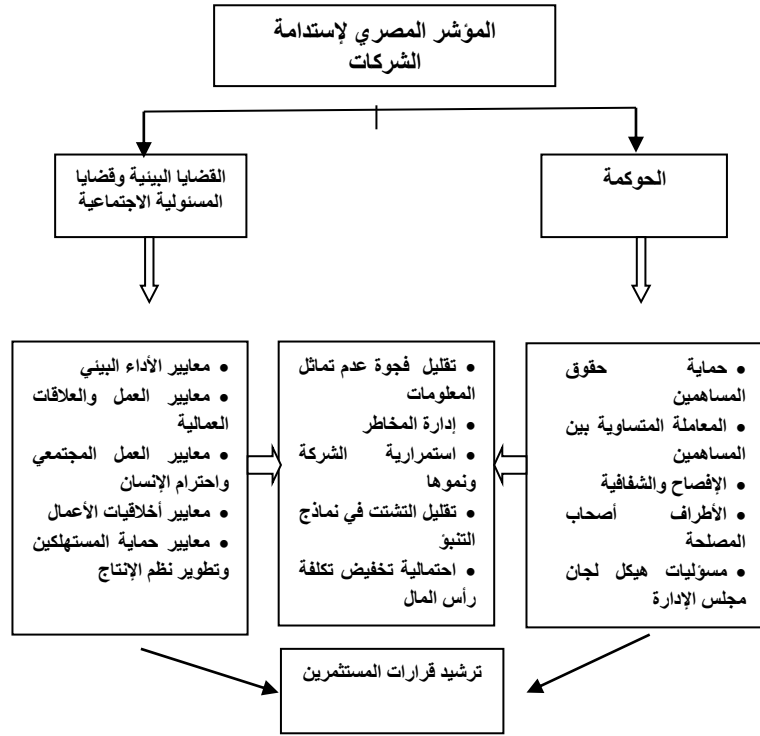 المؤشر المصري لإستدامة
الشركات
الحوكمة
القضايا البيئية وقضايا
المسئولية الاجتماعية
• حماية حقوق
المساهمين
• المعاملة المتساوية بين
المساهمين
• الإفصاح والشفافية
• الأطراف أصحاب
المصلحة
• مسؤليات هيكل لجان
مجلس الإدارة
• تقليل فجوة عدم تماثل
المعلومات
• إدارة المخاطر
• استمرارية الشركة
ونموها
• تقليل التشتت في نماذج
التنبؤ
• احتمالية تخفيض تكلفة
رأس المال
• معايير الأداء البيئي
• معايير العمل والعلاقات
العمالية
• معايير العمل المجتمعي
واحترام الإنسان
• معايير أخلاقيات الأعمال
• معايير حماية المستهلكين
وتطوير نظم الإنتاج
ترشيد قرارات المستثمرين